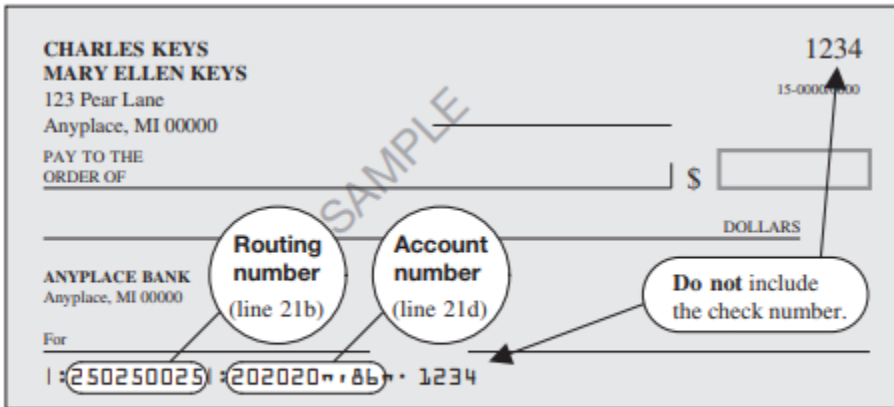 CHARLES KEYS
MARY ELLEN KEYS
123 Pear Lane
Anyplace, MI 00000
1234
SAMPLE
PAY TO THE
ORDER OF
$
DOLLARS
ANYPLACE BANK
Anyplace, MI 00000
Routing
number
(line 21b)
Account
number
(line 21d)
Do not include
the check number.
For
|:250250025|:202020⑈⑆86⑈· 1234